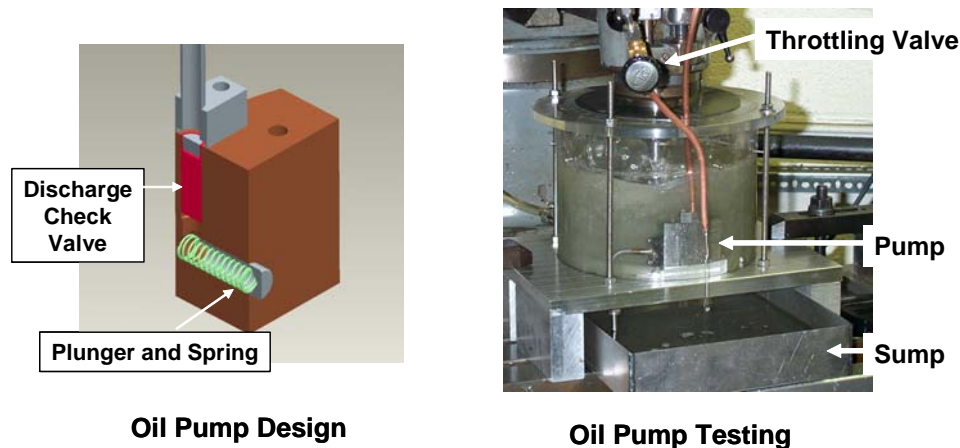 Throttling Valve
Discharge
Check
Valve
Pump
Plunger and Spring
Sump
Oil Pump Design
Oil Pump Testing